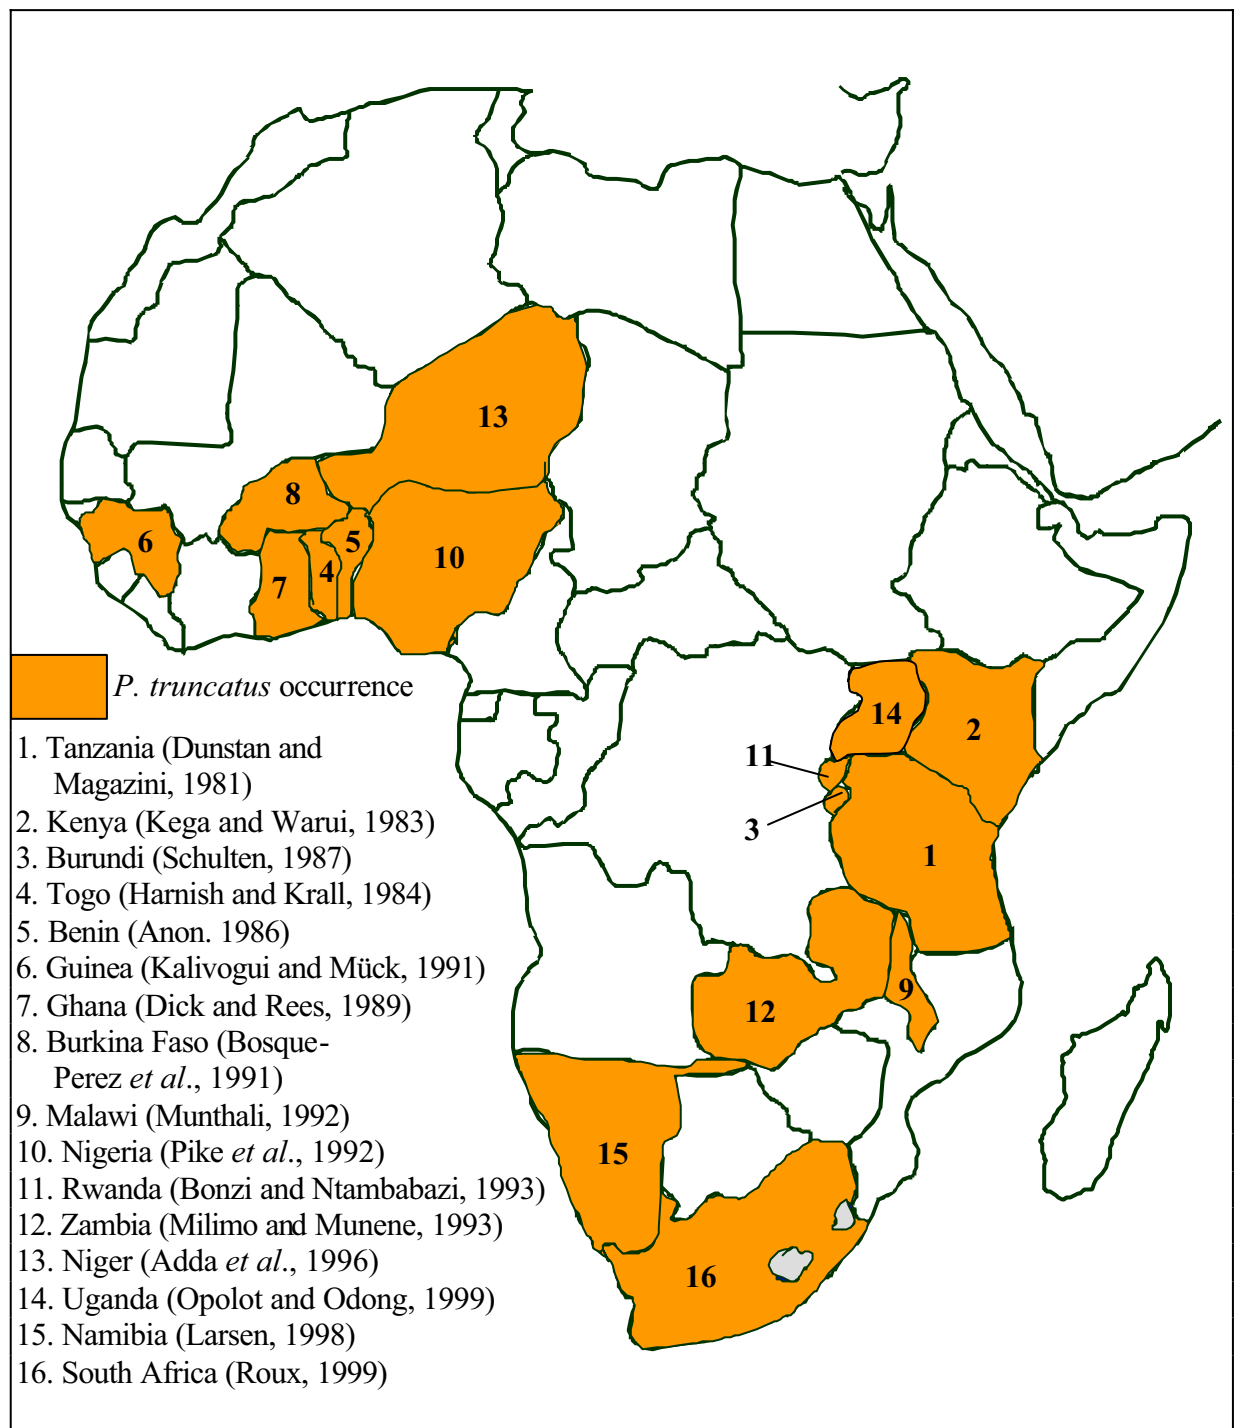 13
8
5
6
10
4
7
P. truncatus occurrence
14
2
11
3
1
9
12
15
16
1. Tanzania (Dunstan and
Magazini, 1981)
2. Kenya (Kega and Warui, 1983)
3. Burundi (Schulten, 1987)
4. Togo (Harnish and Krall, 1984)
5. Benin (Anon. 1986)
6. Guinea (Kalivogui and Mück, 1991)
7. Ghana (Dick and Rees, 1989)
8. Burkina Faso (Bosque-
Perez et al., 1991)
9. Malawi (Munthali, 1992)
10. Nigeria (Pike et al., 1992)
11. Rwanda (Bonzi and Ntambabazi, 1993)
12. Zambia (Milimo and Munene, 1993)
13. Niger (Adda et al., 1996)
14. Uganda (Opolot and Odong, 1999)
15. Namibia (Larsen, 1998)
16. South Africa (Roux, 1999)